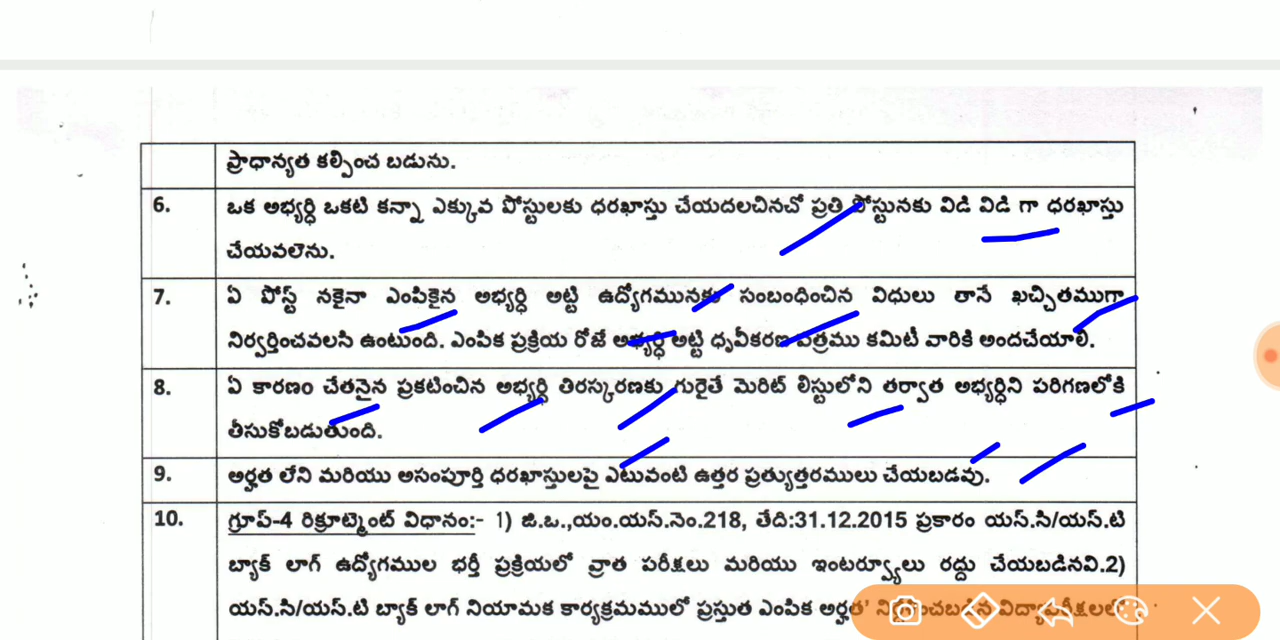 ప్రాధాన్యత కల్పించ బడును.
6. ఒక అభ్యర్ధి ఒకటి కన్నా ఎక్కువ పోస్టులకు ధరఖాస్తు చేయదలచినచో ప్రతి పోస్టునకు విడి విడి గా ధరఖాస్తు
చేయవలెను.
7. ఏ పోస్ట్ నకైనా ఎంపికైన అభ్యర్ధి అట్టి ఉద్యోగమునకు సంబంధించిన విధులు తానే ఖచ్చితముగా
నిర్వర్తించవలసి ఉంటుంది. ఎంపిక ప్రక్రియ రోజే అభ్యర్ధి అట్టి ధృవీకరణ పత్రము కమిటీ వారికి అందచేయాలి.
8. ఏ కారణం చేతనైన ప్రకటించిన అభ్యర్ధి తిరస్కరణకు గురైతే మెరిట్ లిస్టులోని తర్వాత అభ్యర్ధిని పరిగణలోకి
తీసుకోబడుతుంది.
9. అర్హత లేని మరియు అసంపూర్తి ధరఖాస్తులపై ఎటువంటి ఉత్తర ప్రత్యుత్తరములు చేయబడవు.
10. గ్రూప్-4 రిక్రూట్మెంట్ విధానం:- 1) జి.ఒ.,యం.యస్.నెం.218, తేది:31.12.2015 ప్రకారం యస్.సి/యస్.టి
బ్యాక్ లాగ్ ఉద్యోగముల భర్తీ ప్రక్రియలో వ్రాత పరీక్షలు మరియు ఇంటర్వ్యూలు రద్దు చేయబడినవి.2)
యస్.సి/యస్.టి బ్యాక్ లాగ్ నియామక కార్యక్రమములో ప్రస్తుత ఎంపిక అర్హత'